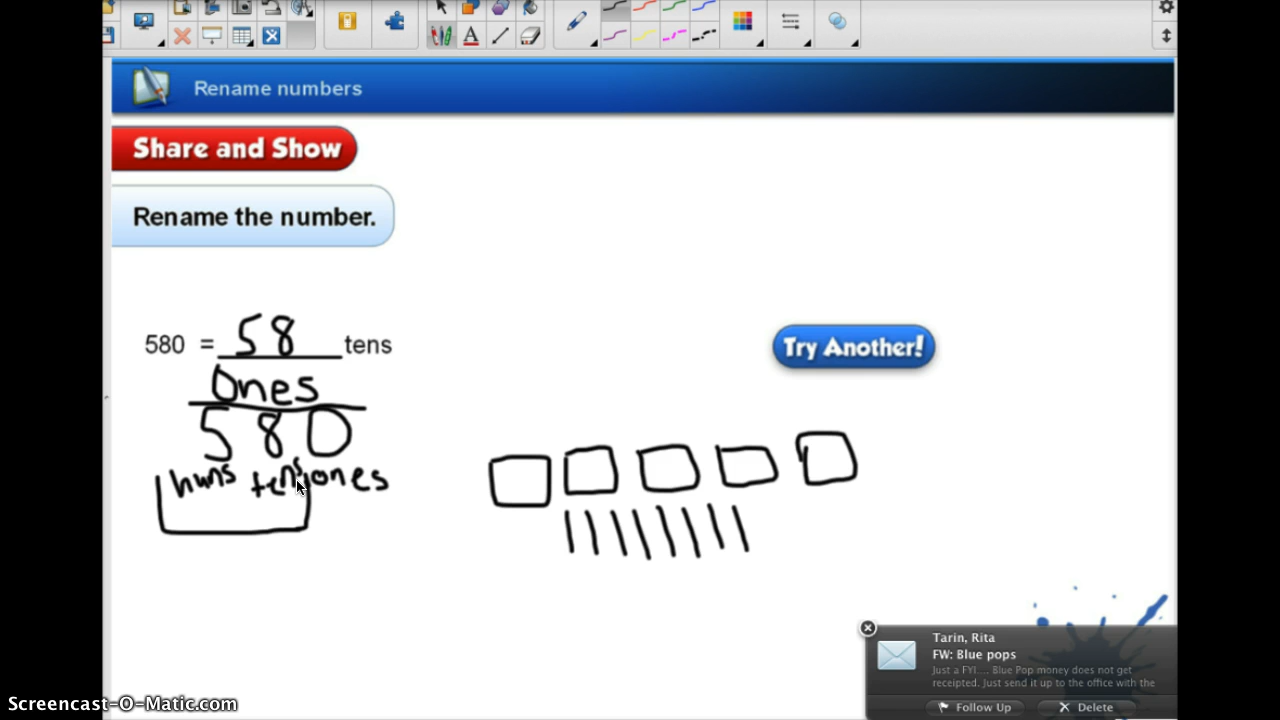 Rename numbers
Share and Show
Rename the number.
580 = 58 tens
Ones
580
huns tens ones
Try Another!
Tarin, Rita
FW: Blue pops
Just a FYI.... Blue Pop money does not get
receipted. Just send it up to the office with the
Follow Up
Delete
Screencast-O-Matic.com